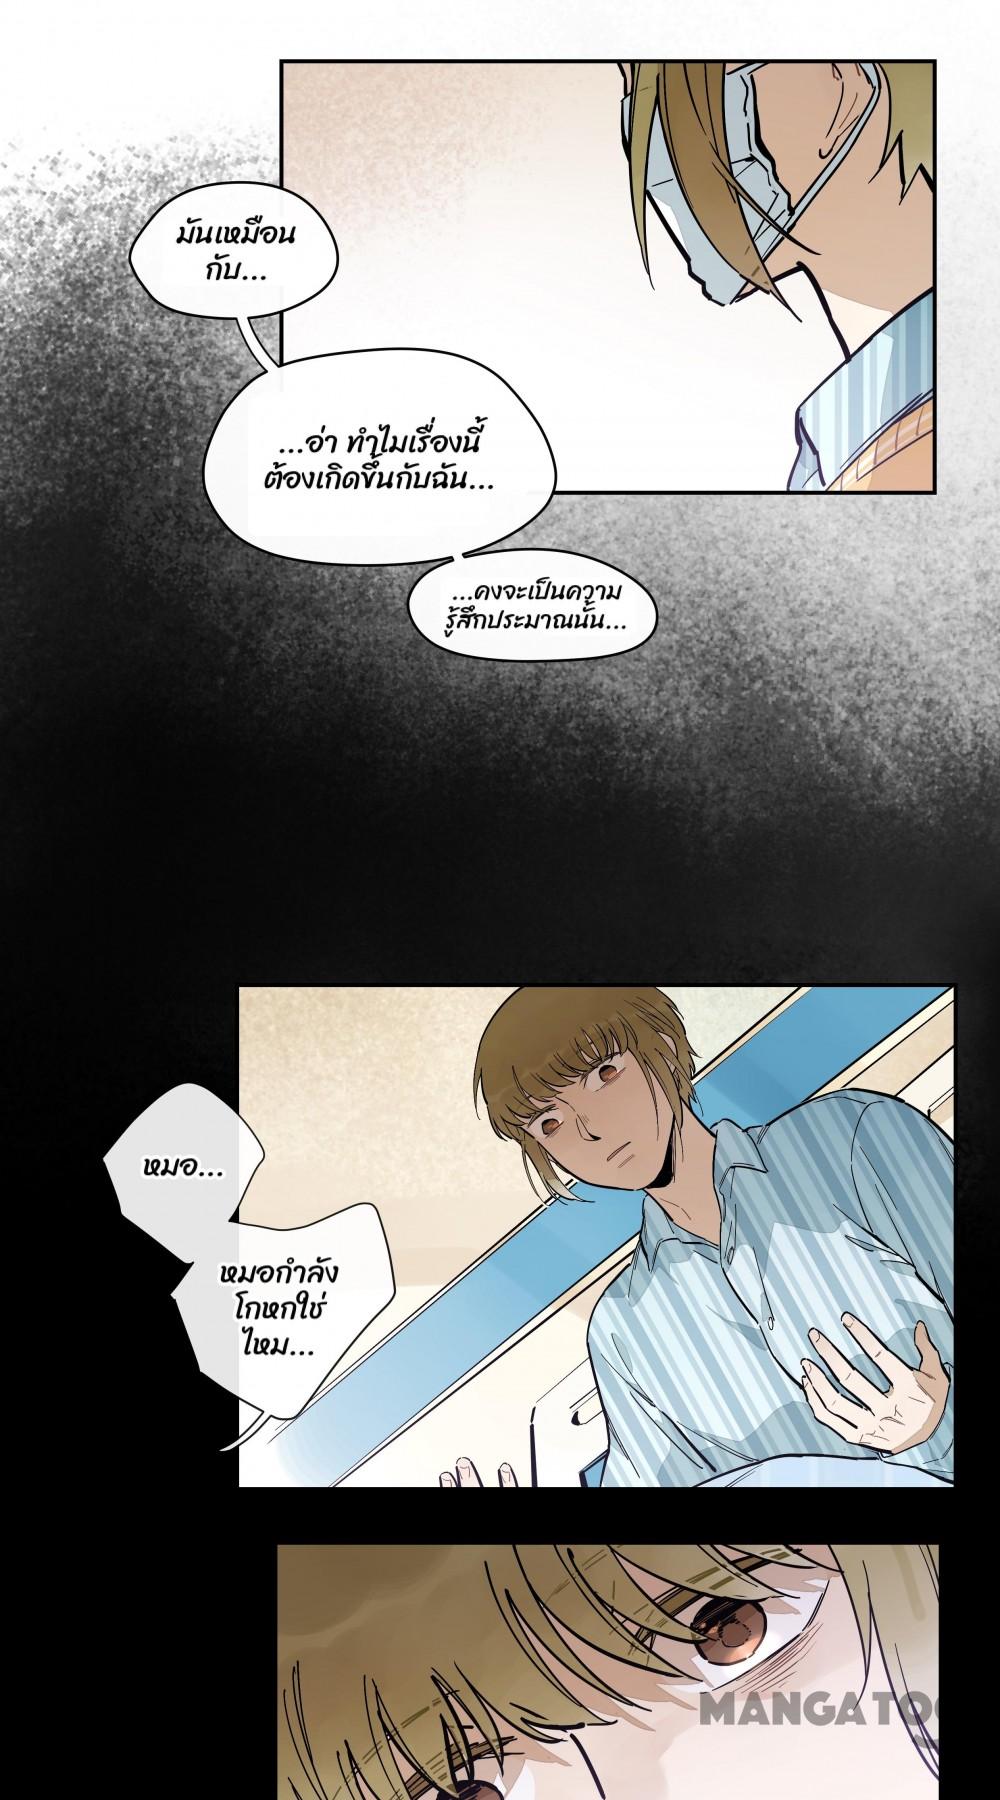 มันเหมือน
กับ...
...อ่า ทำไมเรื่องนี้
ต้องเกิดขึ้นกับฉัน...
...คงจะเป็นความ
รู้สึกประมาณนั้น...
หมอ...
หมอกำลัง
โกหกใช่
ไหม...
MANGATOON